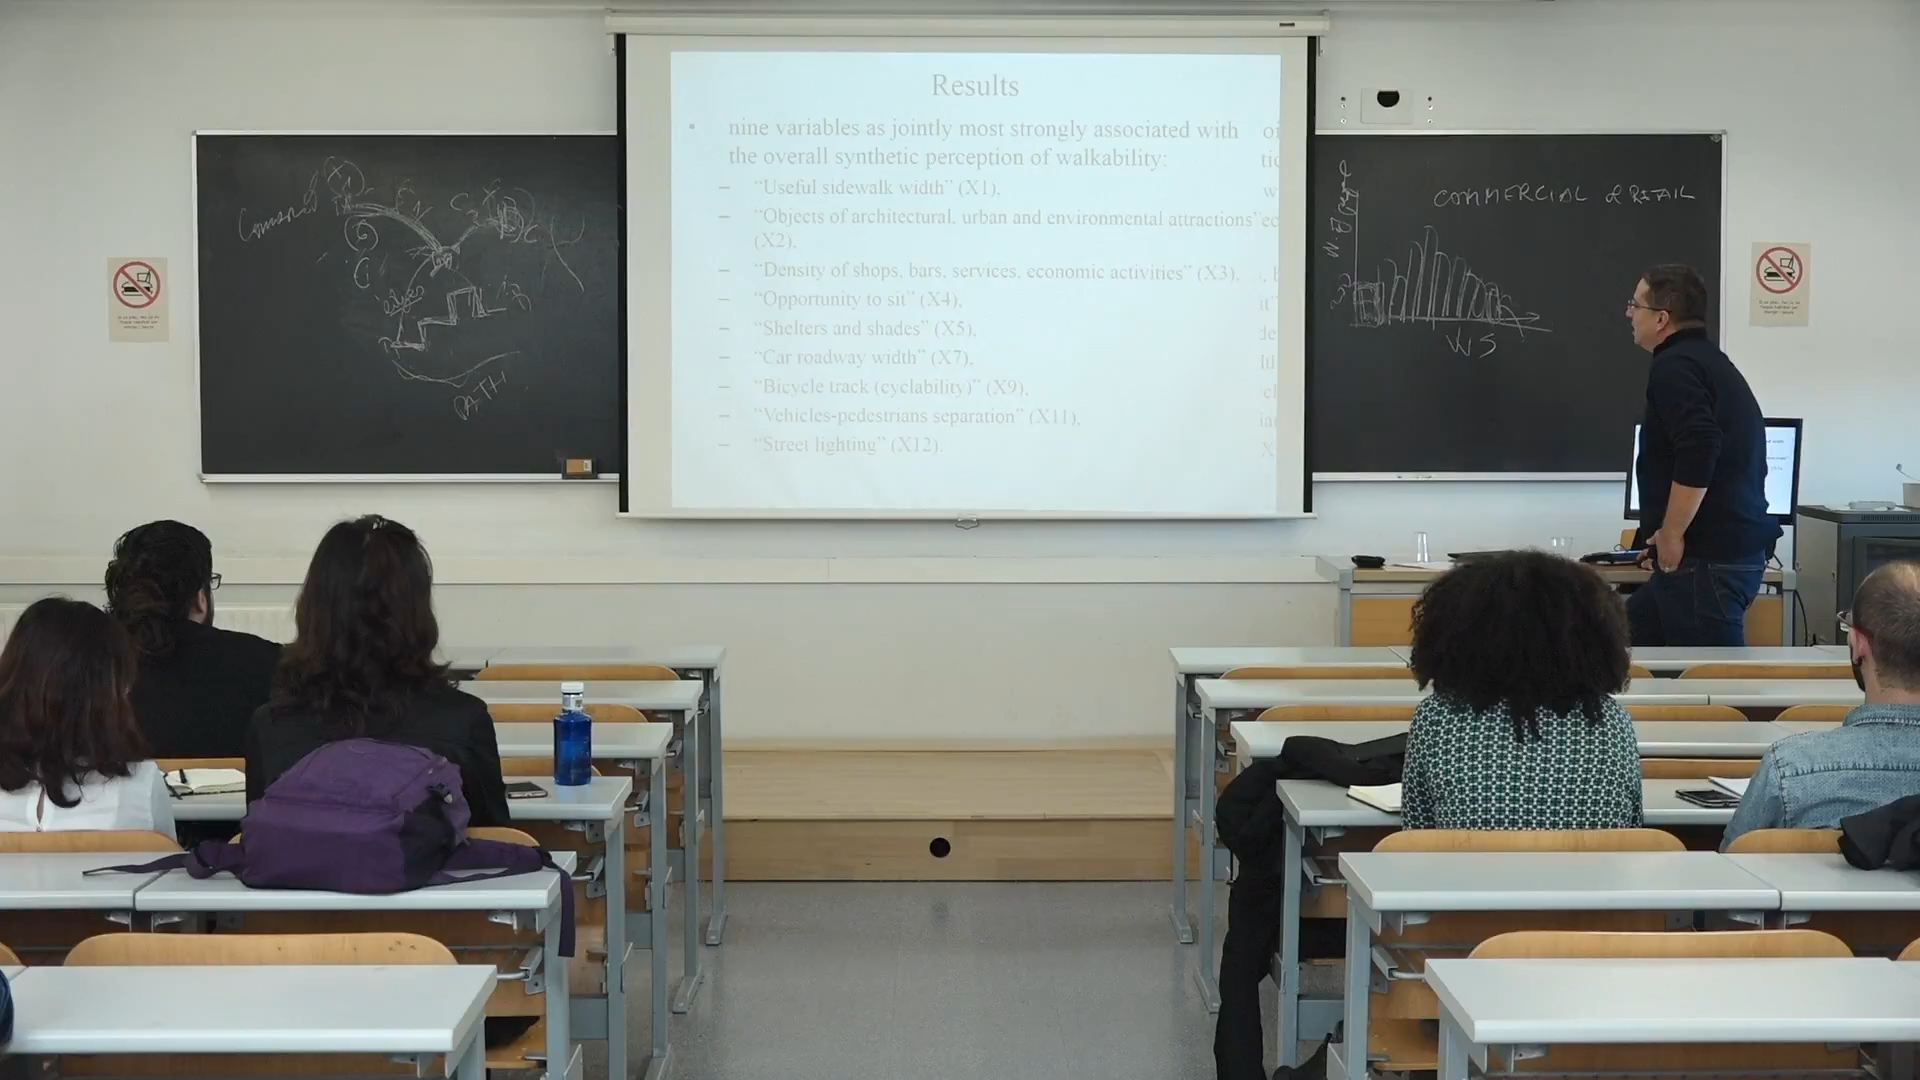 Results
• nine variables as jointly most strongly associated with
the overall synthetic perception of walkability:
– “Useful sidewalk width” (X1),
– “Objects of architectural, urban and environmental attractions”
(X2),
– “Density of shops, bars, services, economic activities” (X3),
– “Opportunity to sit” (X4),
– “Shelters and shades” (X5),
– “Car roadway width” (X7),
– “Bicycle track (cyclability)” (X9),
– “Vehicles-pedestrians separation” (X11),
– “Street lighting” (X12).
PATH
COMMERCIAL & RETAIL
WS